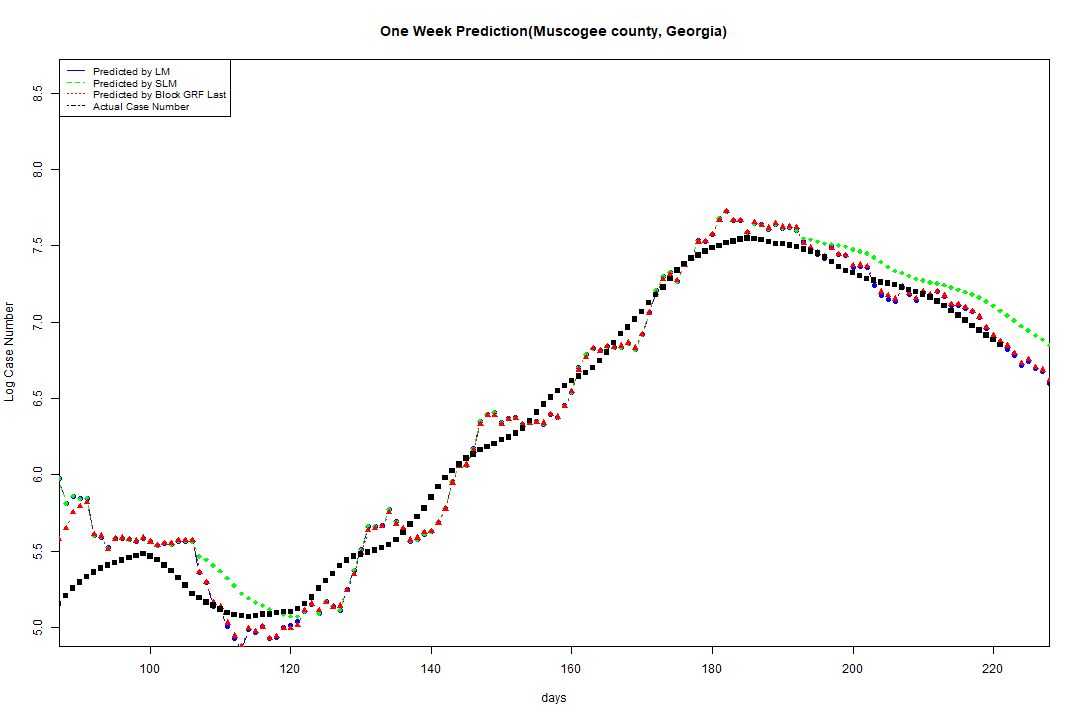 One Week Prediction(Muscogee county, Georgia)
Predicted by LM
Predicted by SLM
Predicted by Block GRF Last
Actual Case Number
8.5
8.0
7.5
7.0
6.5
6.0
5.5
5.0
Log Case Number
100 120 140 160 180 200 220
days